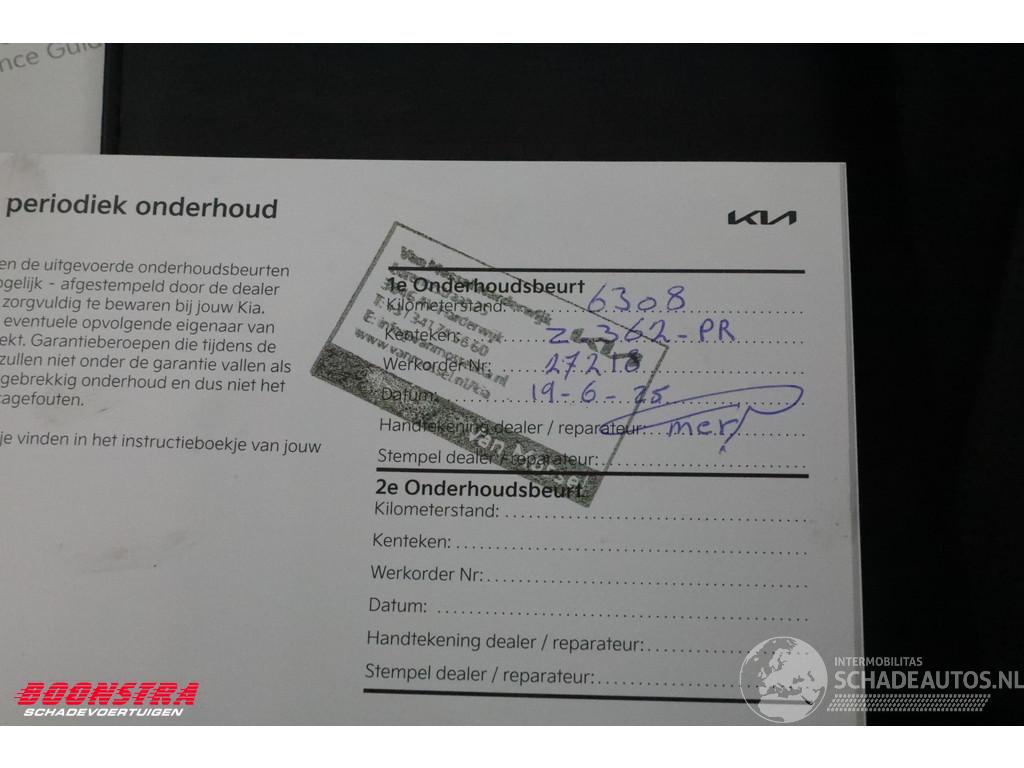 nce Guid
periodiek onderhoud
KIA
en de uitgevoerde onderhoudsbeurten
ogelijk - afgestempeld door de dealer
zorgvuldig te bewaren bij jouw Kia.
eventuele opvolgende eigenaar van
ekt. Garantieberoepen die tijdens de
zullen niet onder de garantie vallen als
gebrekkig onderhoud en dus niet het
cagefouten.
je vinden in het instructieboekje van jouw
1e Onderhoudsbeurt
Kilometerstand: 6308
Kenteken: Z-362-PR
Werkorder Nr: 27218
Datum: 19-6-25
Handtekening dealer / reparateur:
Stempel dealer / reparateur:
van Mossel
2e Onderhoudsbeurt
Kilometerstand:
Kenteken:
Werkorder Nr:
Datum:
Handtekening dealer / reparateur:
Stempel dealer / reparateur:
BOONSTRA
SCHADEVOERTUIGEN
INTERMOBILITAS
SCHADEAUTOS.NL